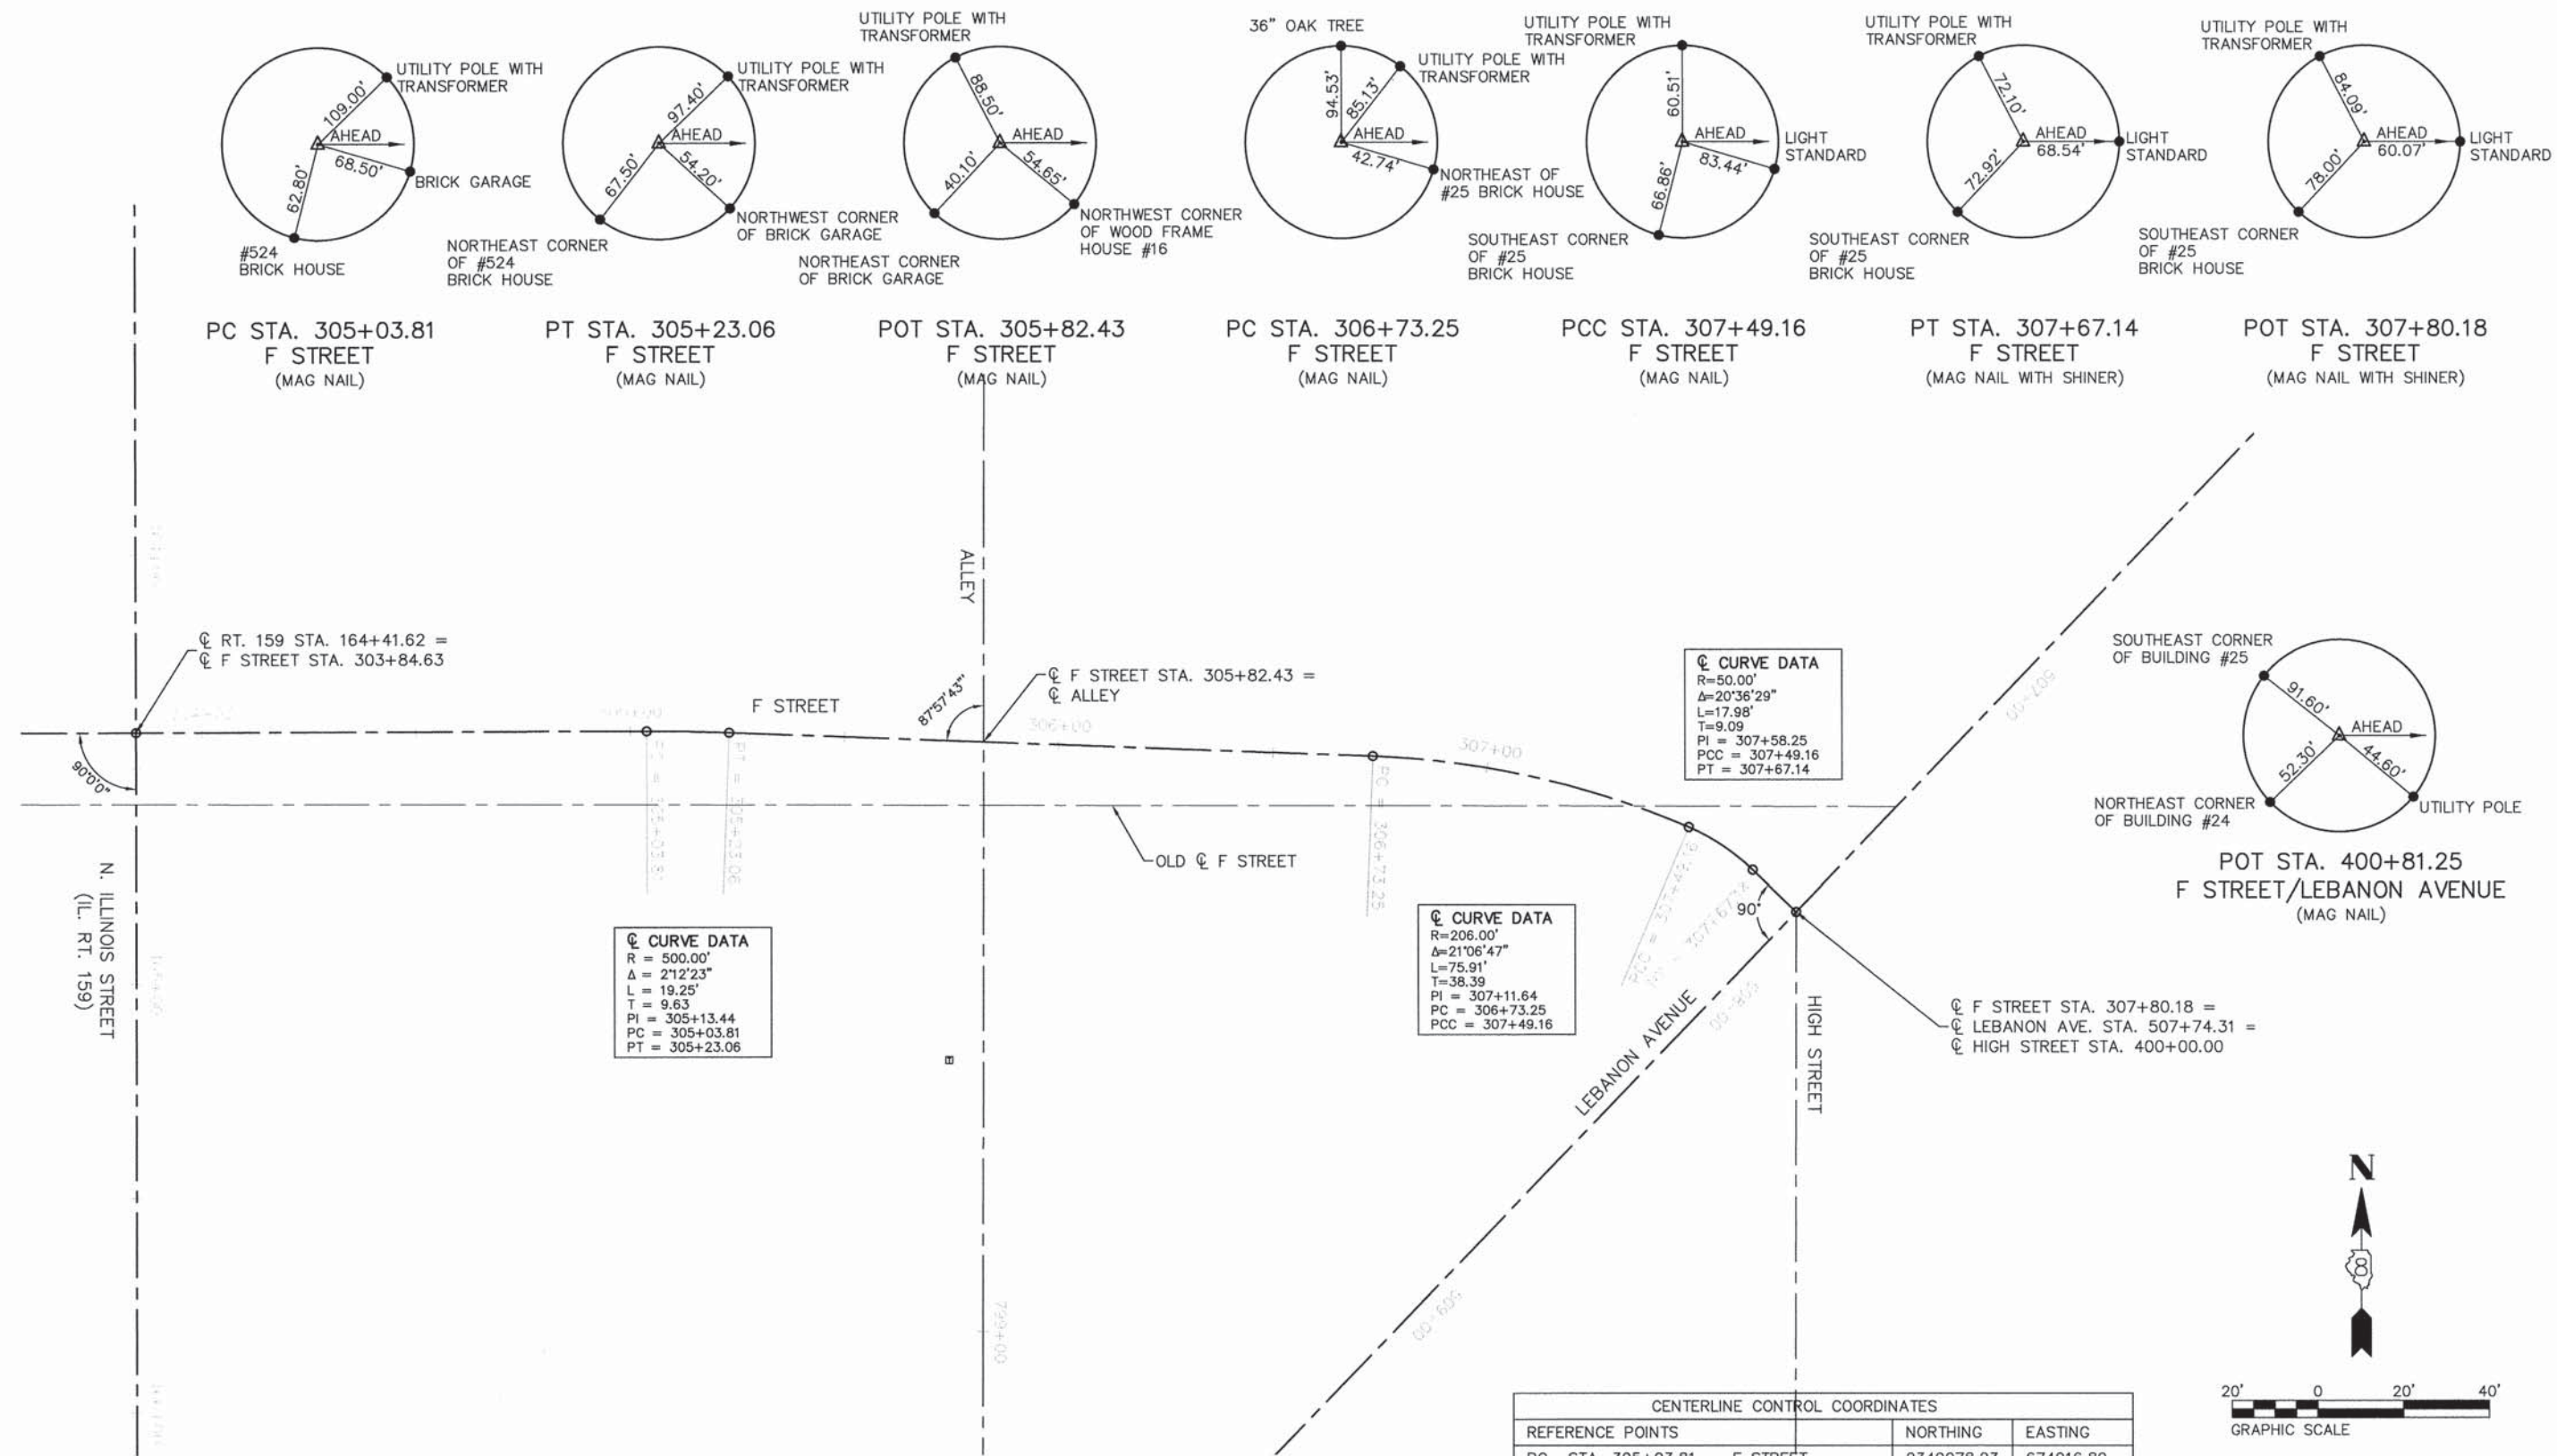 UTILITY POLE WITH
TRANSFORMER
109.00'
AHEAD
68.50'
62.80'
BRICK GARAGE
#524
BRICK HOUSE
PC STA. 305+03.81
F STREET
(MAG NAIL)
UTILITY POLE WITH
TRANSFORMER
97.40'
AHEAD
54.20'
67.50'
NORTHWEST CORNER
OF BRICK GARAGE
NORTHEAST CORNER
OF #524
BRICK HOUSE
PT STA. 305+23.06
F STREET
(MAG NAIL)
UTILITY POLE WITH
TRANSFORMER
88.50'
AHEAD
54.65'
40.10'
NORTHWEST CORNER
OF WOOD FRAME
HOUSE #16
NORTHEAST CORNER
OF BRICK GARAGE
POT STA. 305+82.43
F STREET
(MAG NAIL)
36" OAK TREE
UTILITY POLE WITH
TRANSFORMER
94.53'
85.13'
AHEAD
42.74'
NORTHEAST OF
#25 BRICK HOUSE
PC STA. 306+73.25
F STREET
(MAG NAIL)
UTILITY POLE WITH
TRANSFORMER
60.51'
AHEAD
83.44'
66.86'
LIGHT
STANDARD
SOUTHEAST CORNER
OF #25
BRICK HOUSE
PCC STA. 307+49.16
F STREET
(MAG NAIL)
UTILITY POLE WITH
TRANSFORMER
72.10'
AHEAD
68.54'
72.92'
LIGHT
STANDARD
SOUTHEAST CORNER
OF #25
BRICK HOUSE
PT STA. 307+67.14
F STREET
(MAG NAIL WITH SHINER)
UTILITY POLE WITH
TRANSFORMER
84.09'
AHEAD
60.07'
78.00'
LIGHT
STANDARD
SOUTHEAST CORNER
OF #25
BRICK HOUSE
POT STA. 307+80.18
F STREET
(MAG NAIL WITH SHINER)
℄ RT. 159 STA. 164+41.62 =
℄ F STREET STA. 303+84.63
90°0'0"
N. ILLINOIS STREET
(IL. RT. 159)
F STREET
ALLEY
87°57'43"
℄ F STREET STA. 305+82.43 =
℄ ALLEY
306+00
307+00
PC = 305+03.81
PT = 305+23.06
PC = 306+73.25
PCC = 307+49.16
OLD ℄ F STREET
℄ CURVE DATA
R = 500.00'
Δ = 2°12'23"
L = 19.25'
T = 9.63
PI = 305+13.44
PC = 305+03.81
PT = 305+23.06
℄ CURVE DATA
R=206.00'
Δ=21°06'47"
L=75.91'
T=38.39
PI = 307+11.64
PC = 306+73.25
PCC = 307+49.16
℄ CURVE DATA
R=50.00'
Δ=20°36'29"
L=17.98'
T=9.09
PI = 307+58.25
PCC = 307+49.16
PT = 307+67.14
90°
LEBANON AVENUE
HIGH STREET
507+00
508+00
509+00
799+00
℄ F STREET STA. 307+80.18 =
℄ LEBANON AVE. STA. 507+74.31 =
℄ HIGH STREET STA. 400+00.00
SOUTHEAST CORNER
OF BUILDING #25
91.60'
AHEAD
44.60'
52.30'
NORTHEAST CORNER
OF BUILDING #24
UTILITY POLE
POT STA. 400+81.25
F STREET/LEBANON AVENUE
(MAG NAIL)
N
8
20' 0 20' 40'
GRAPHIC SCALE
CENTERLINE CONTROL COORDINATES
REFERENCE POINTS NORTHING EASTING